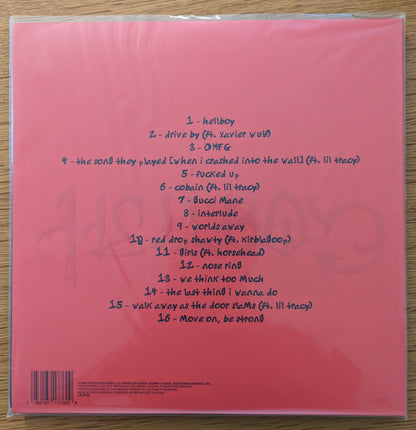 1 - hellboy
2 - drive by (ft. xavier wulf)
3 - OMFG
4 - the song they played [when i crashed into the wall] (ft. lil tracy)
5 - fucked up
6 - cobain (ft. lil tracy)
7 - Gucci Mane
8 - interlude
9 - worlds away
10 - red drop shawty (ft. kirblagoop)
11 - girls (ft. horsehead)
12 - nose ring
13 - we think too Much
14 - the last thing i wanna do
15 - walk away as the door slams (ft. lil tracy)
16 - Move on, be strong